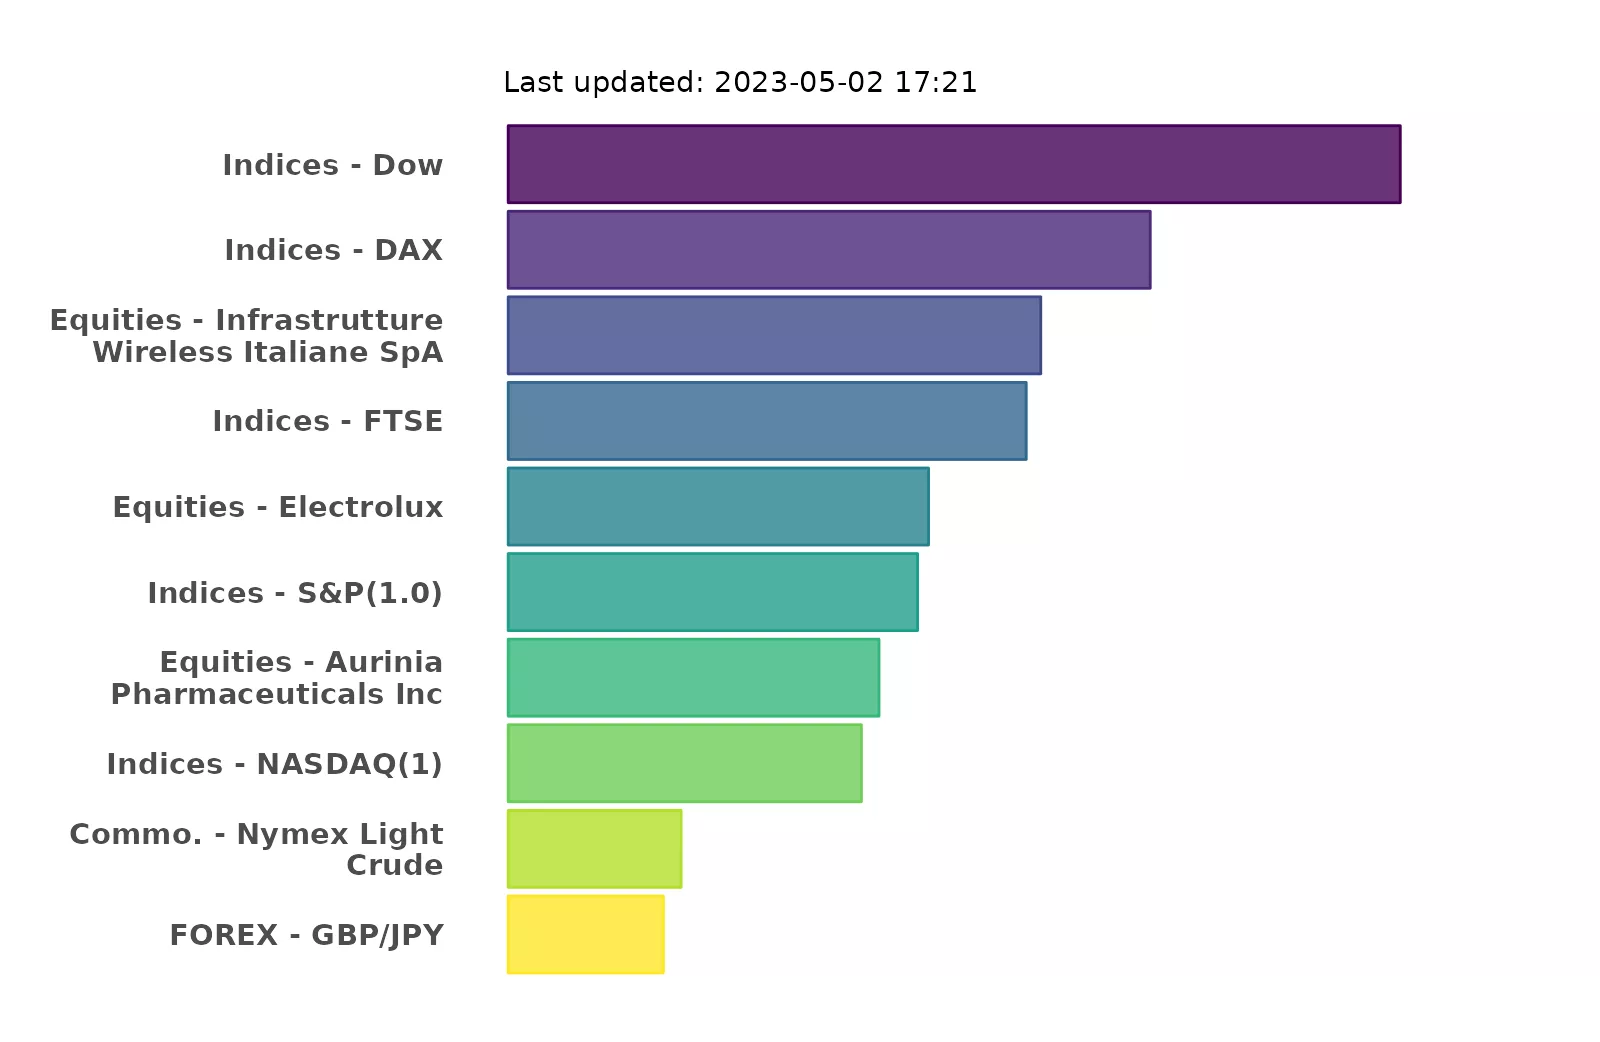 Last updated: 2023-05-02 17:21
Indices - Dow
Indices - DAX
Equities - Infrastrutture
Wireless Italiane SpA
Indices - FTSE
Equities - Electrolux
Indices - S&P(1.0)
Equities - Aurinia
Pharmaceuticals Inc
Indices - NASDAQ(1)
Commo. - Nymex Light
Crude
FOREX - GBP/JPY